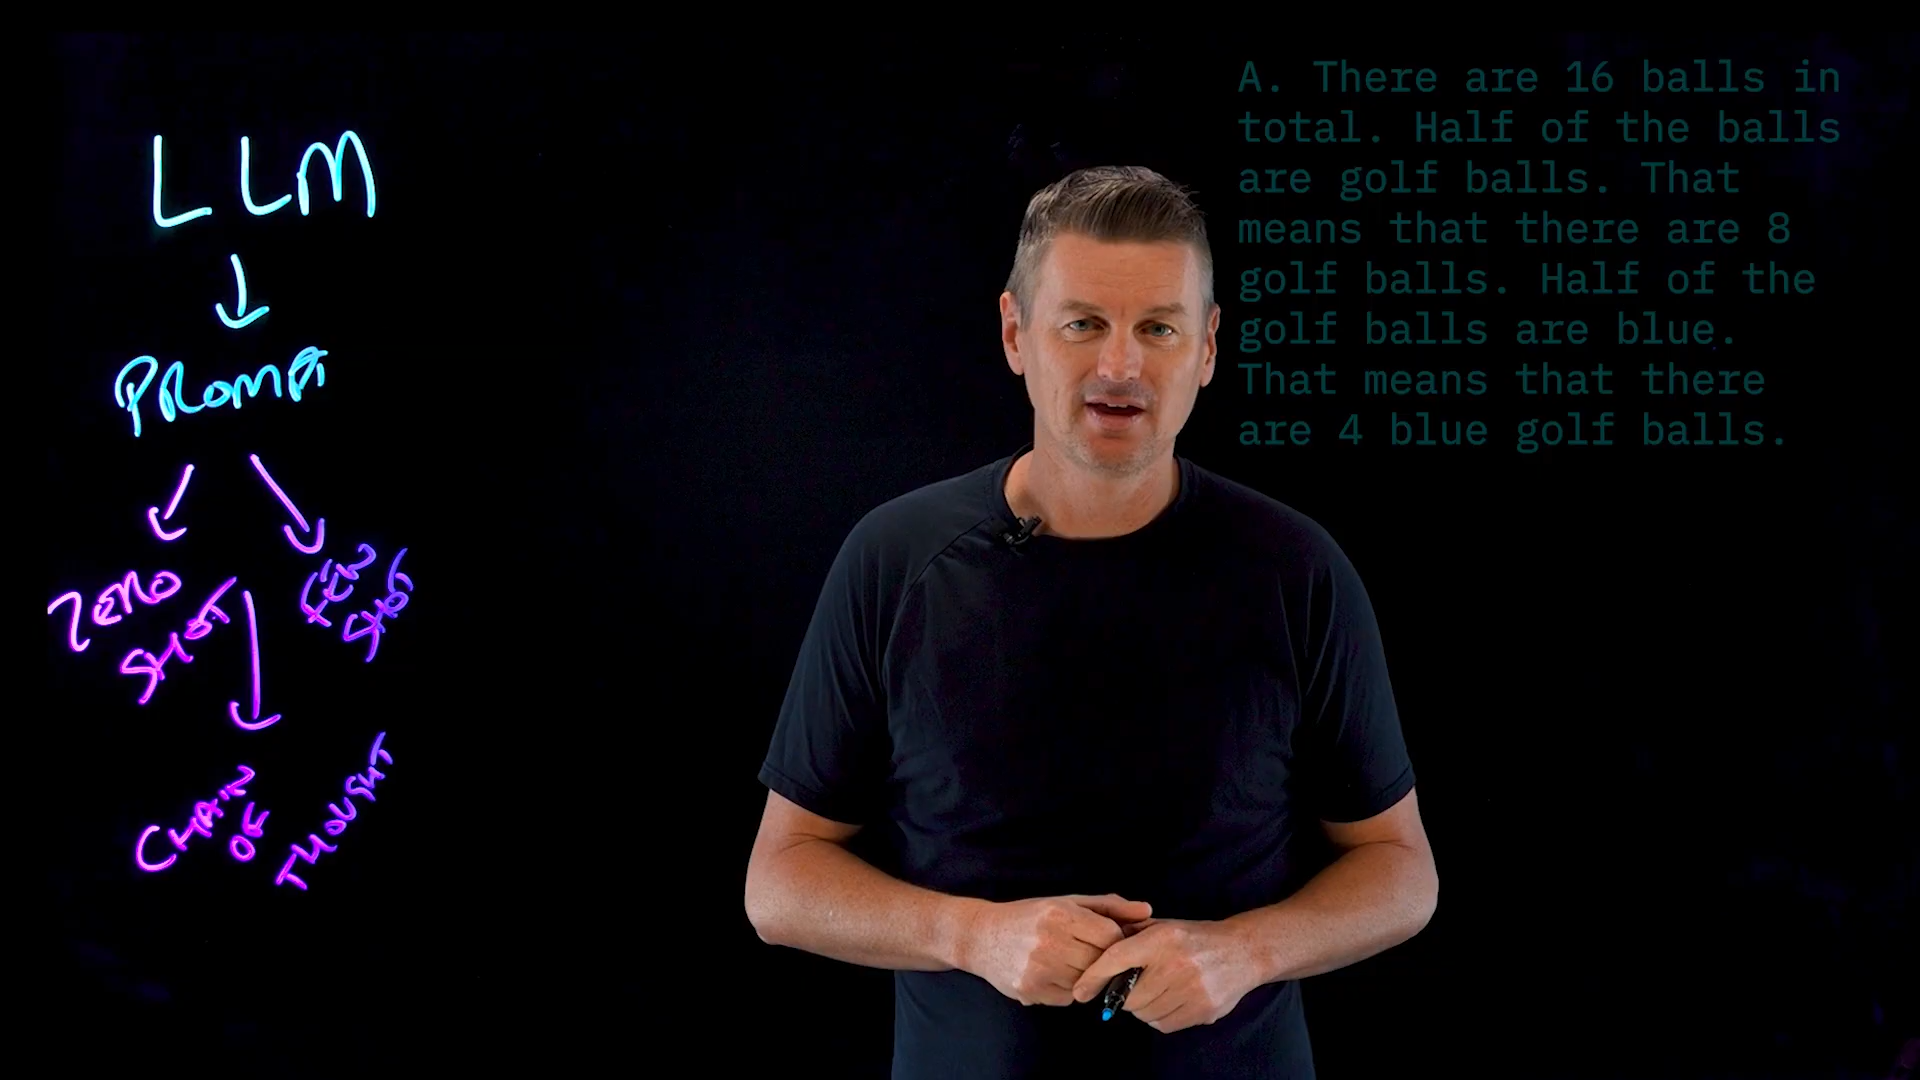 LLM
PROMPT
ZERO
SHOT
FEW
SHOT
CHAIN
OF
THOUGHT
A. There are 16 balls in
total. Half of the balls
are golf balls. That
means that there are 8
golf balls. Half of the
golf balls are blue.
That means that there
are 4 blue golf balls.